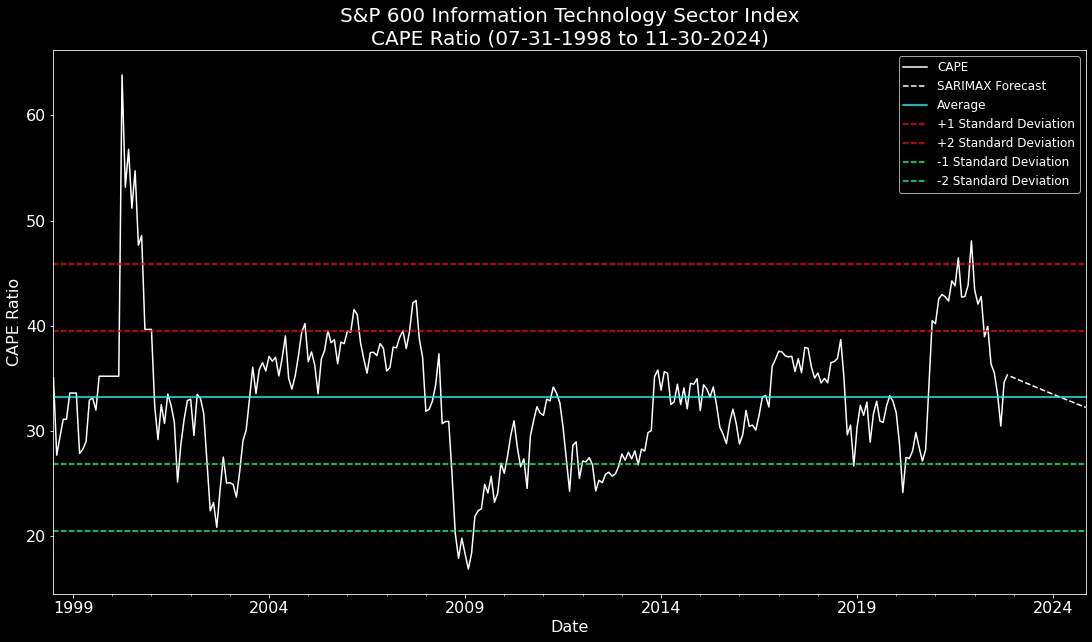 S&P 600 Information Technology Sector Index
CAPE Ratio (07-31-1998 to 11-30-2024)
CAPE
SARIMAX Forecast
Average
+1 Standard Deviation
+2 Standard Deviation
-1 Standard Deviation
-2 Standard Deviation
60
50
40
30
20
CAPE Ratio
1999 2004 2009 2014 2019 2024
Date